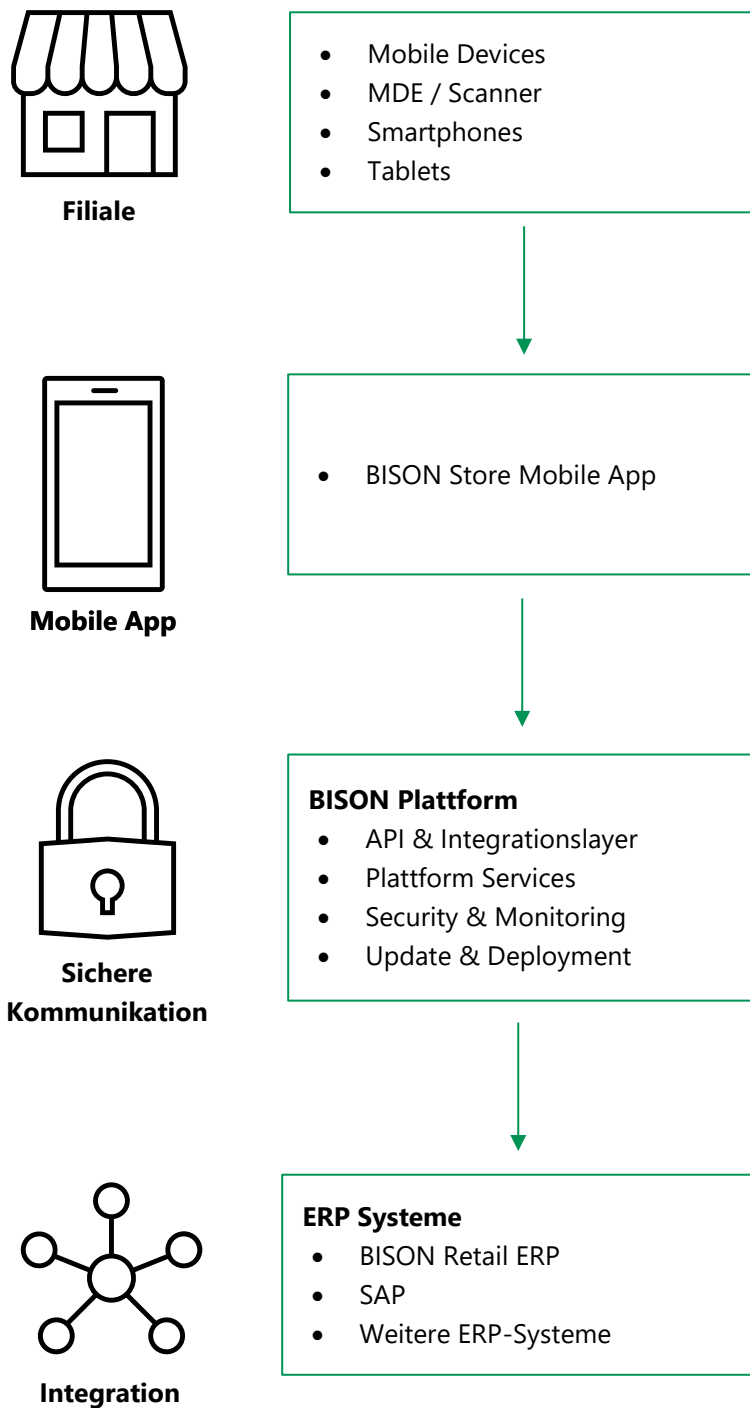 Filiale
• Mobile Devices
• MDE / Scanner
• Smartphones
• Tablets
Mobile App
• BISON Store Mobile App
Sichere
Kommunikation
BISON Plattform
• API & Integrationslayer
• Plattform Services
• Security & Monitoring
• Update & Deployment
Integration
ERP Systeme
• BISON Retail ERP
• SAP
• Weitere ERP-Systeme